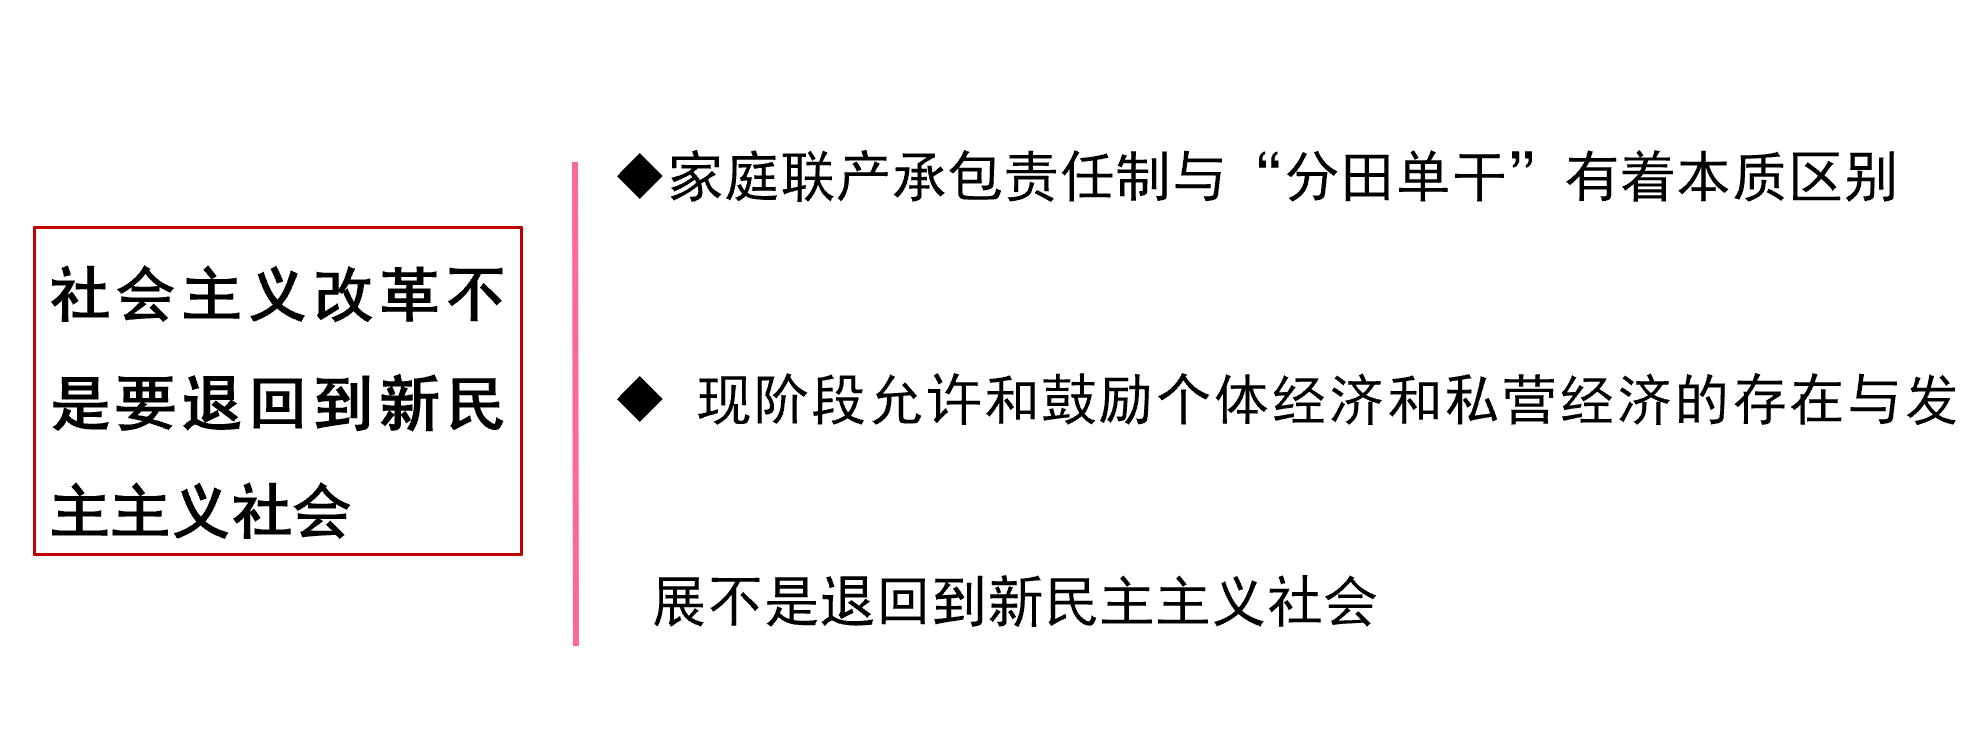 社会主义改革不
是要退回到新民
主主义社会
◆家庭联产承包责任制与“分田单干”有着本质区别
◆ 现阶段允许和鼓励个体经济和私营经济的存在与发
展不是退回到新民主主义社会